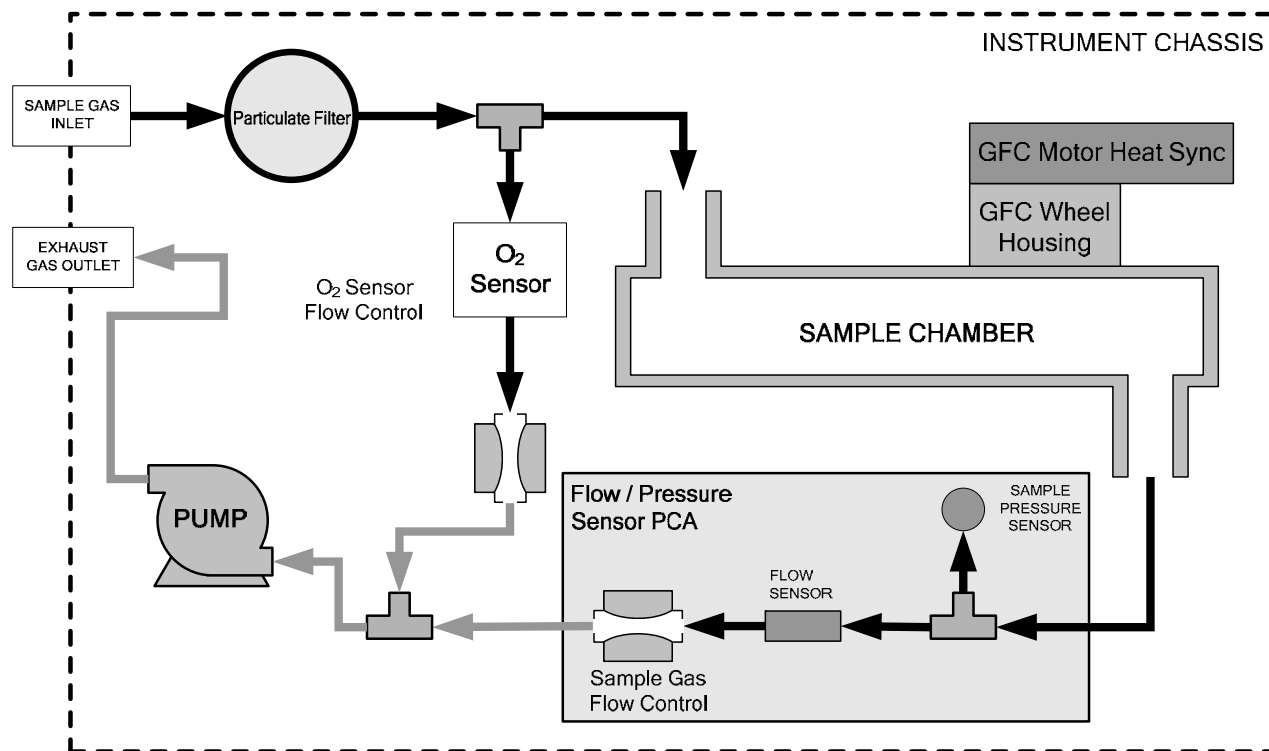 INSTRUMENT CHASSIS
SAMPLE GAS
INLET
Particulate Filter
GFC Motor Heat Sync
GFC Wheel
Housing
EXHAUST
GAS OUTLET
O₂
Sensor
O₂ Sensor
Flow Control
SAMPLE CHAMBER
PUMP
Flow / Pressure
Sensor PCA
SAMPLE
PRESSURE
SENSOR
FLOW
SENSOR
Sample Gas
Flow Control